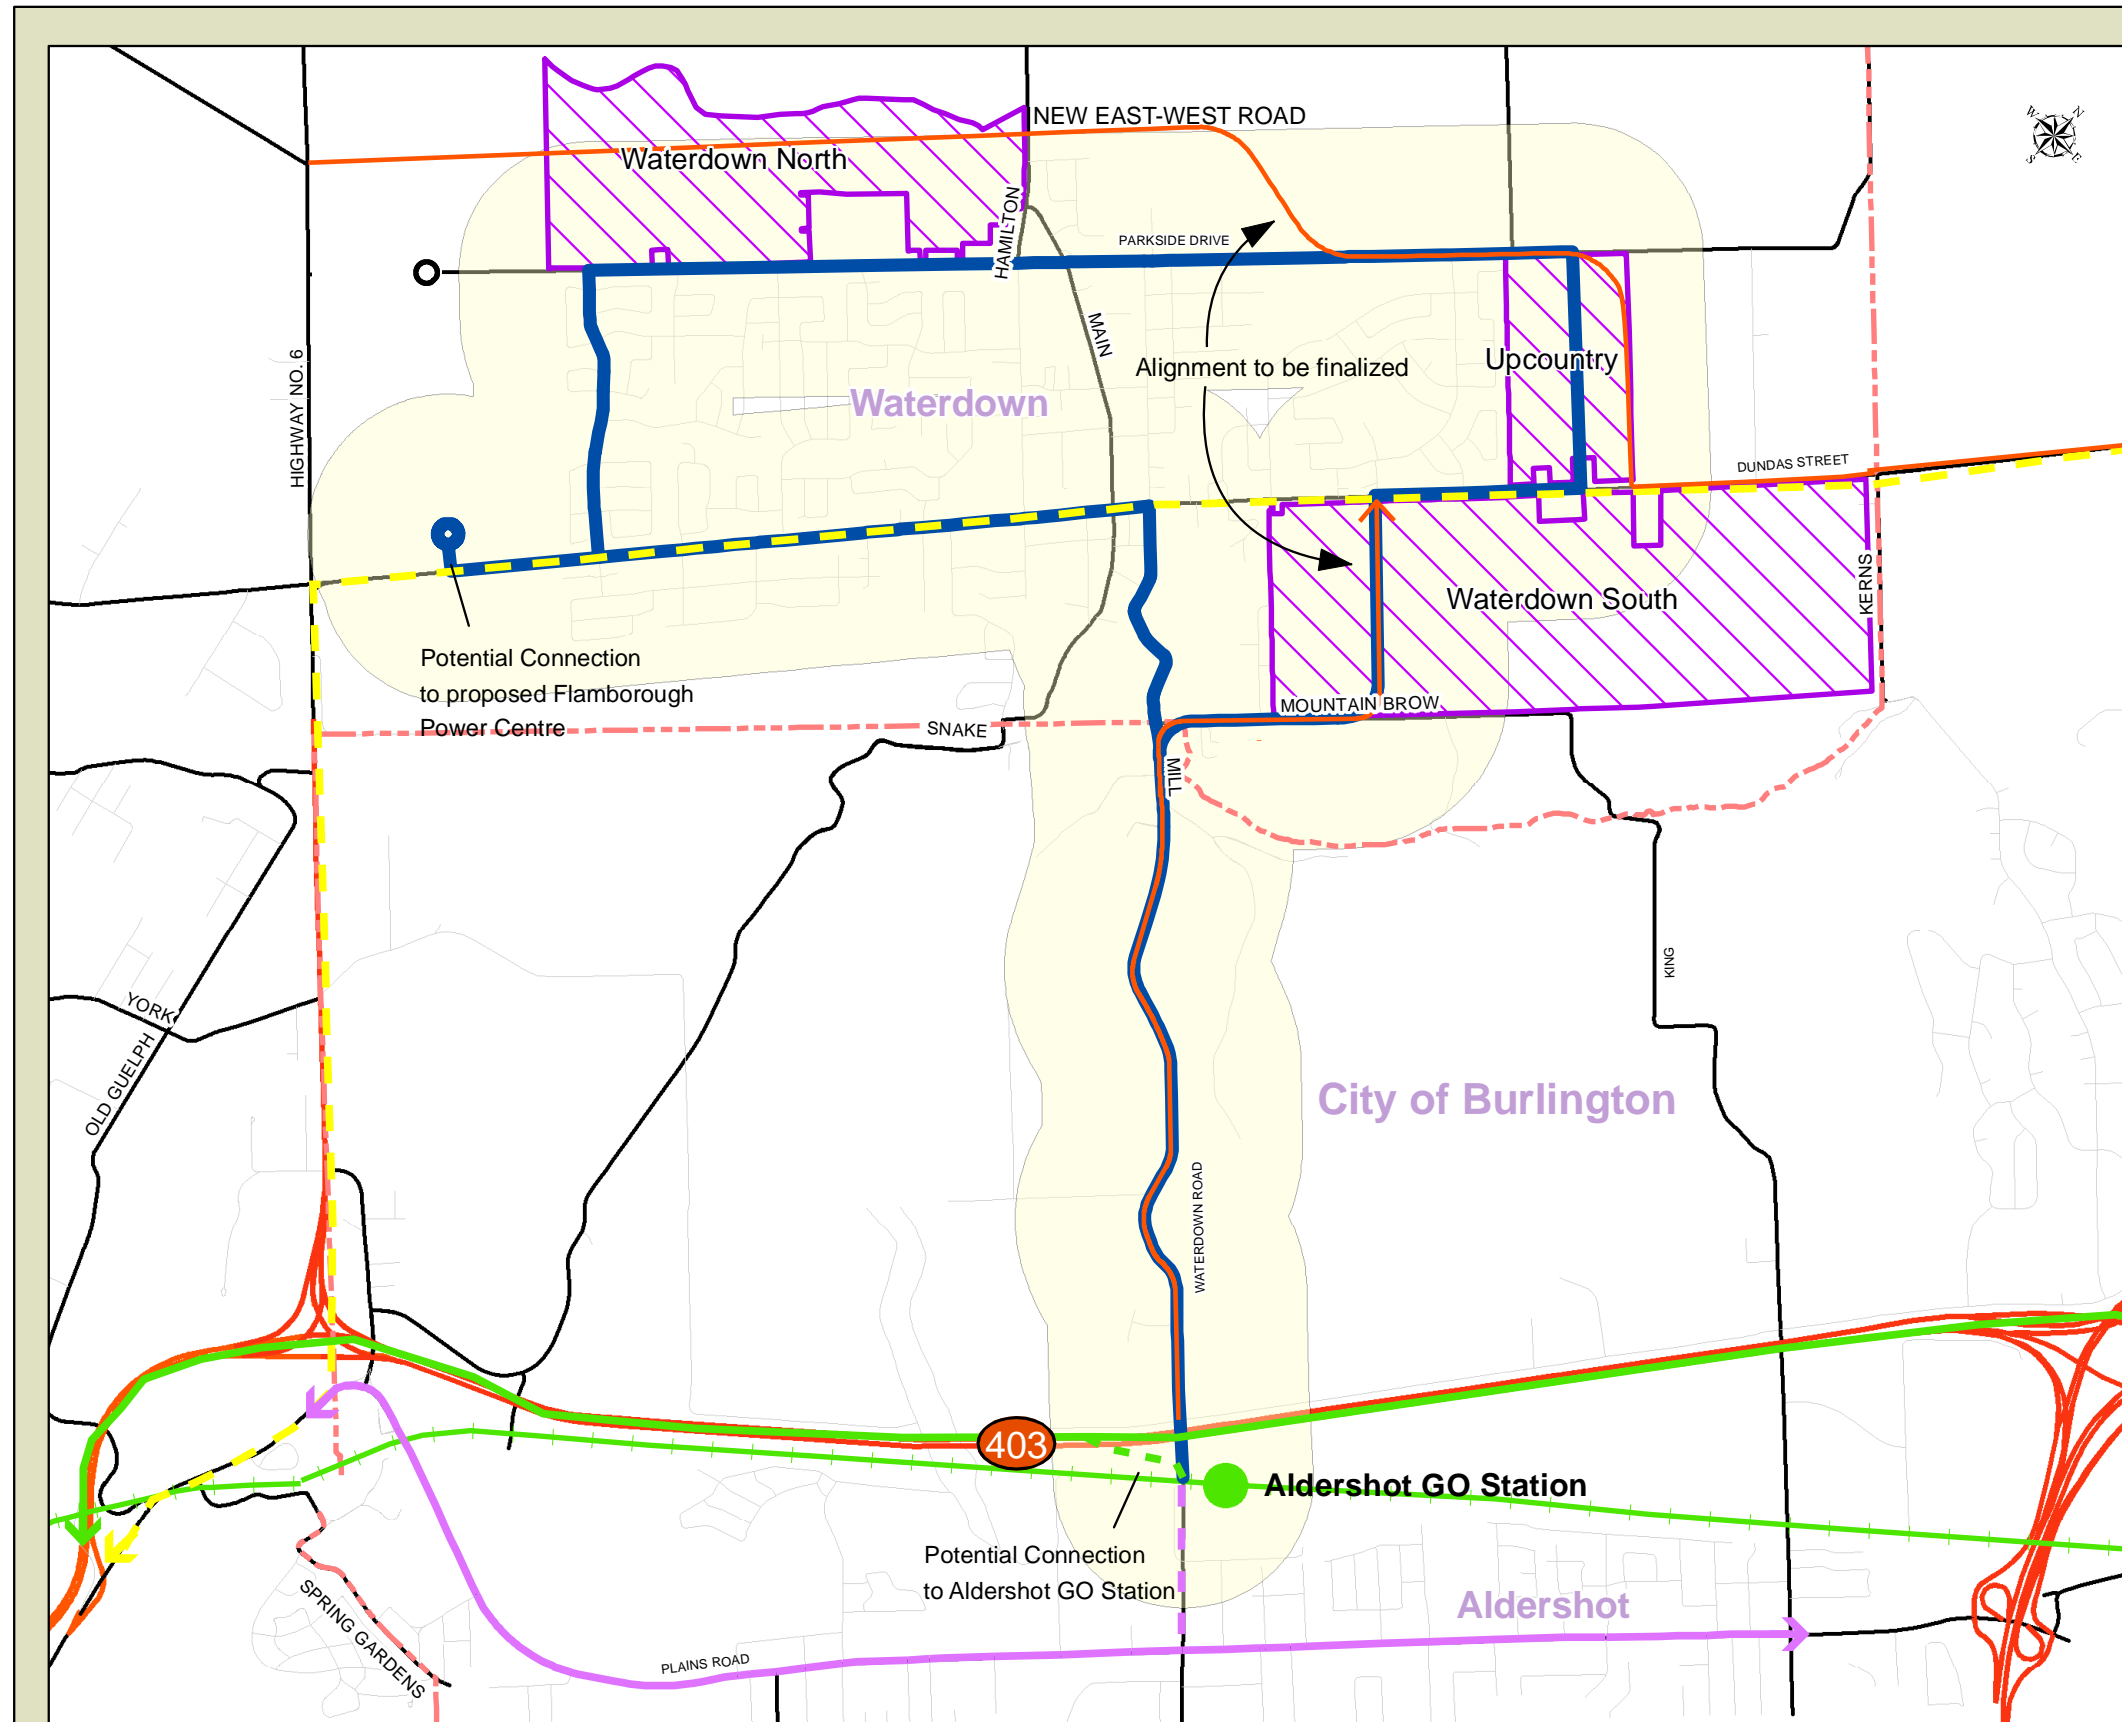 NEW EAST-WEST ROAD
W N
S E
Waterdown North
HAMILTON
PARKSIDE DRIVE
MAIN
Alignment to be finalized
Upcountry
HIGHWAY NO. 6
Waterdown
DUNDAS STREET
KERNS
Waterdown South
Potential Connection
to proposed Flamborough
Power Centre
SNAKE
MOUNTAIN BROW
MILL
KING
YORK
OLD GUELPH
City of Burlington
WATERDOWN ROAD
403
Aldershot GO Station
Potential Connection
to Aldershot GO Station
Aldershot
SPRING GARDENS
PLAINS ROAD